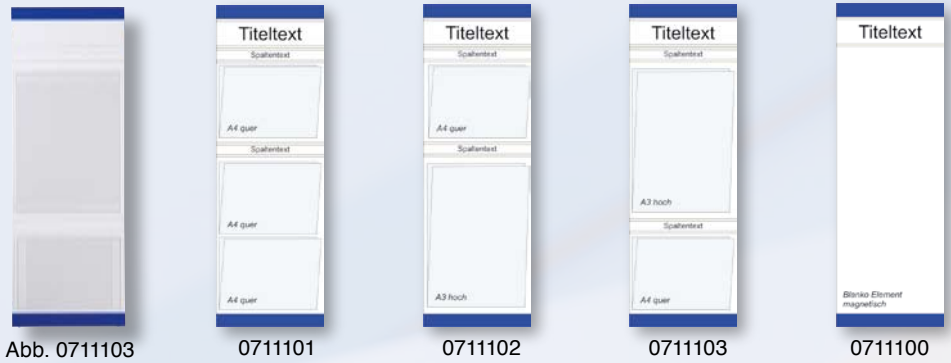 Titeltext
Spaltentext
A4 quer
Spaltentext
A4 quer
A4 quer
Titeltext
Spaltentext
A4 quer
Spaltentext
A3 hoch
Titeltext
Spaltentext
A3 hoch
Spaltentext
A4 quer
Titeltext
Blanko Element
magnetisch
Abb. 0711103
0711101
0711102
0711103
0711100